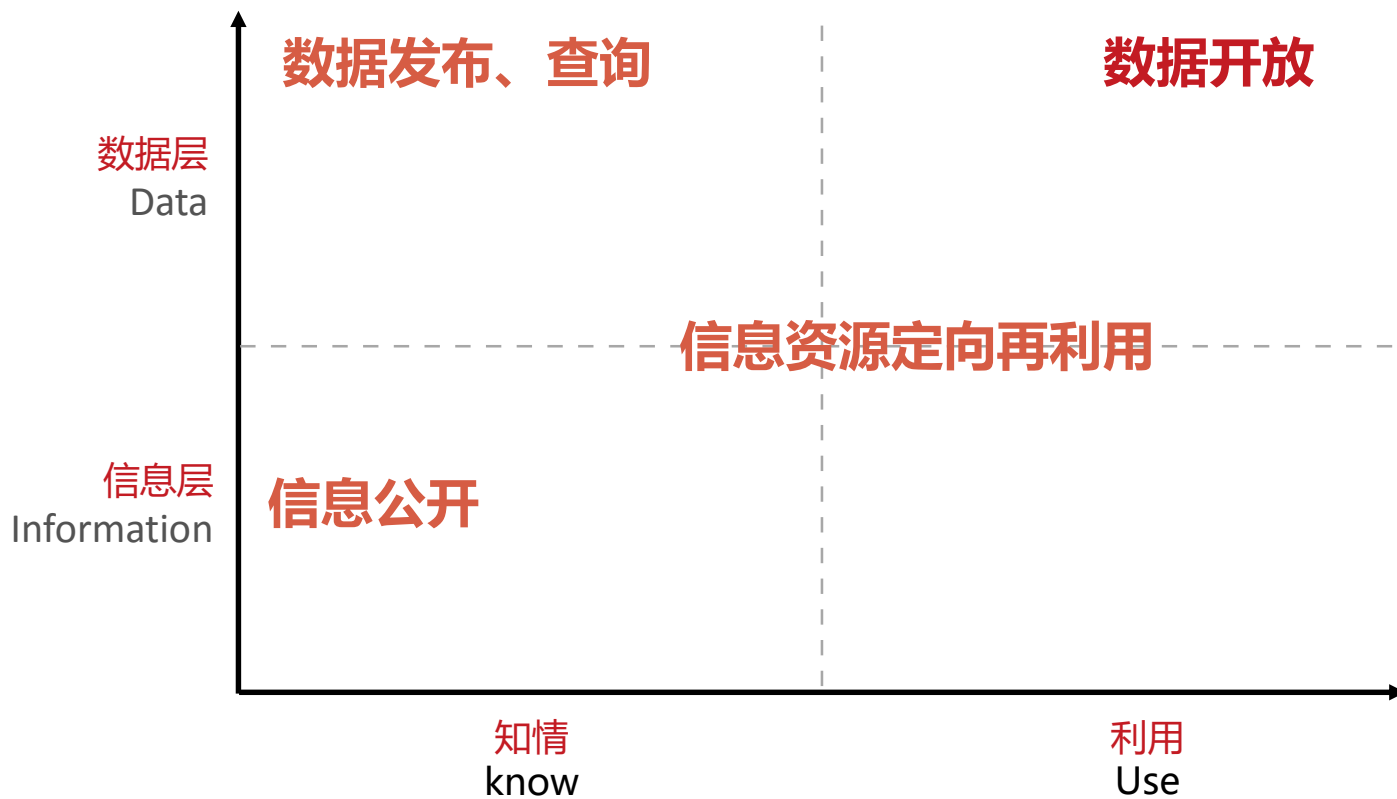 数据发布、查询
数据开放
数据层
Data
信息资源定向再利用
信息层
Information
信息公开
知情
know
利用
Use